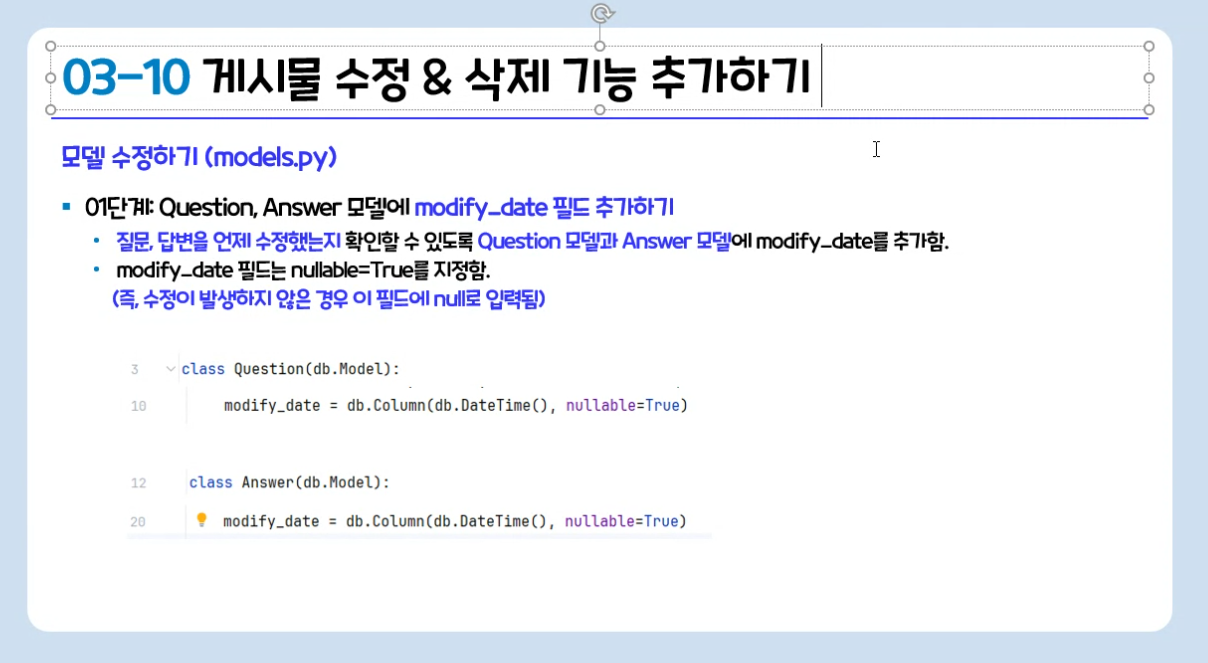 03-10 게시물 수정 & 삭제 기능 추가하기
모델 수정하기 (models.py)
01단계: Question, Answer 모델에 modify_date 필드 추가하기
질문, 답변을 언제 수정했는지 확인할 수 있도록 Question 모델과 Answer 모델에 modify_date를 추가함.
modify_date 필드는 nullable=True를 지정함.
(즉, 수정이 발생하지 않은 경우 이 필드에 null로 입력됨)
3 class Question(db.Model):
10 modify_date = db.Column(db.DateTime(), nullable=True)
12 class Answer(db.Model):
20 modify_date = db.Column(db.DateTime(), nullable=True)